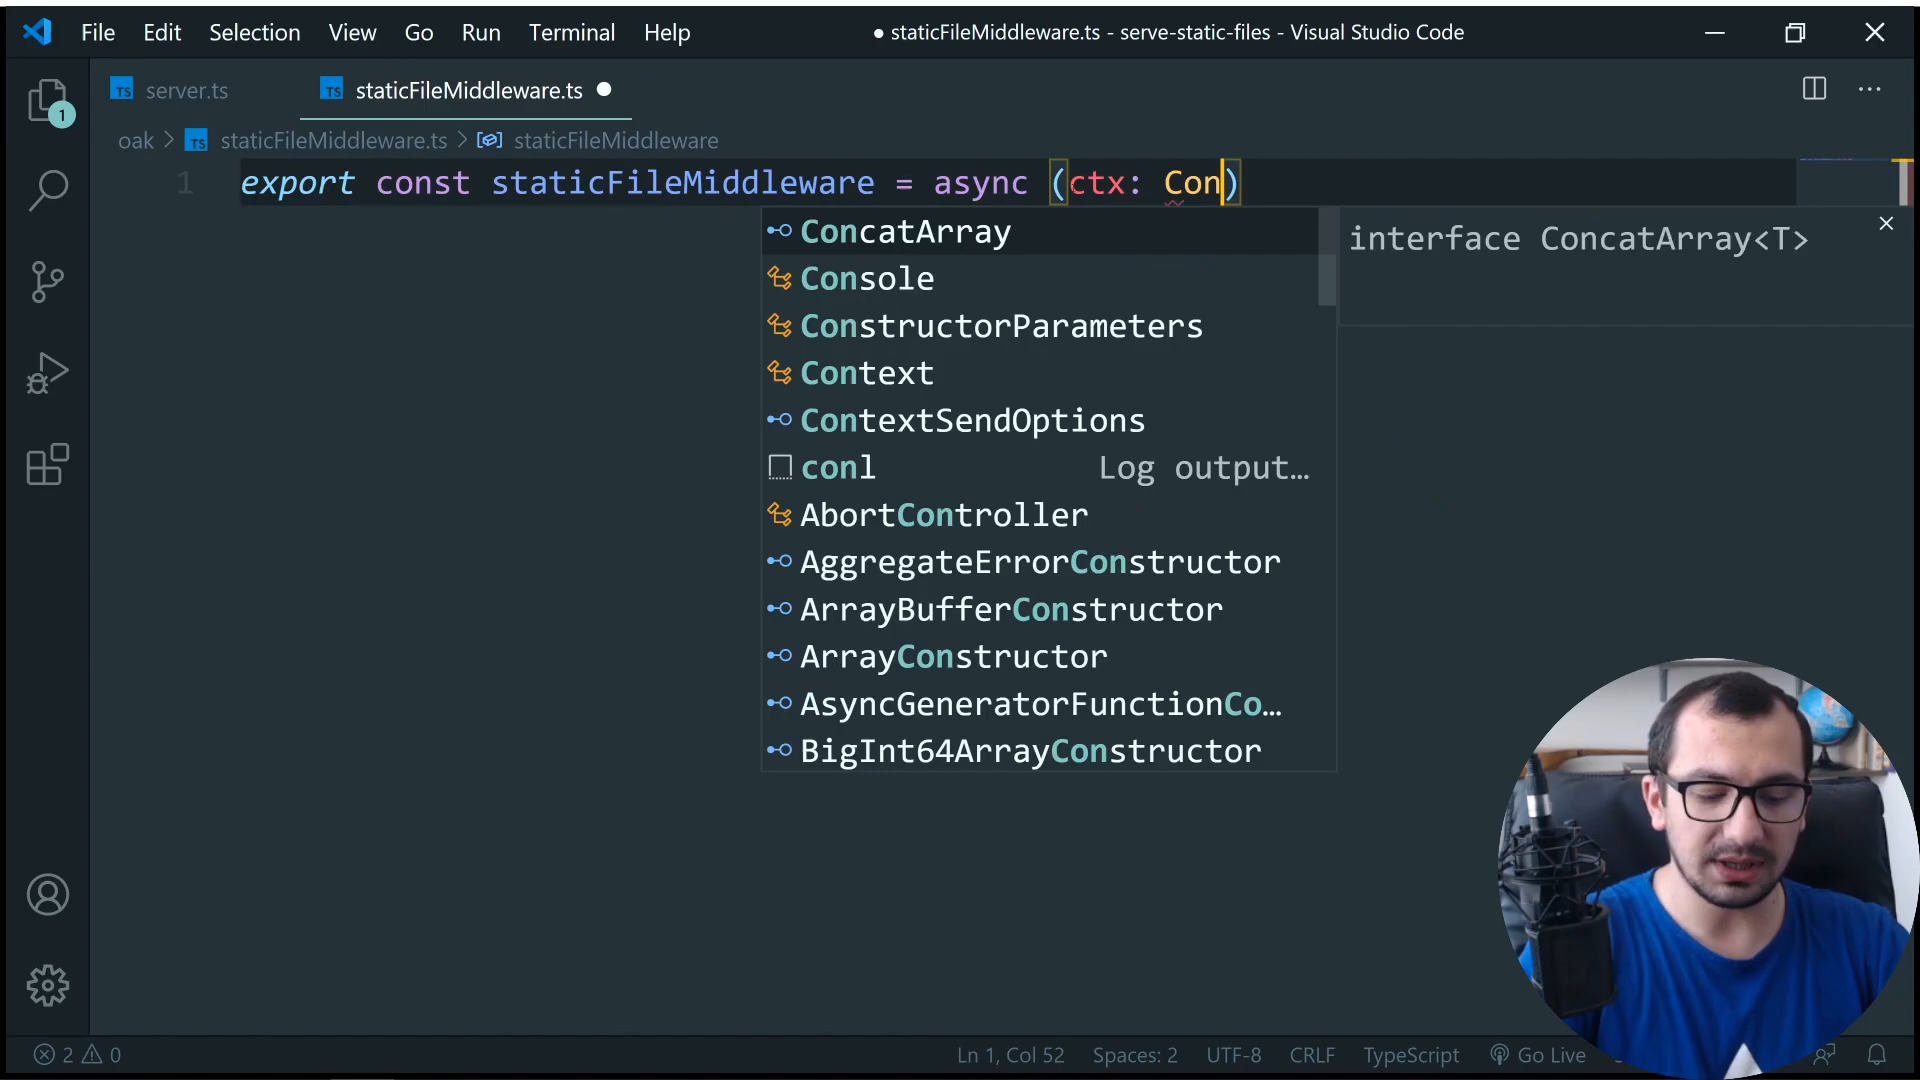 File Edit Selection View Go Run Terminal Help ● staticFileMiddleware.ts - serve-static-files - Visual Studio Code
1
TS server.ts TS staticFileMiddleware.ts
oak > TS staticFileMiddleware.ts > staticFileMiddleware
1 export const staticFileMiddleware = async (ctx: Con)
ConcatArray
interface ConcatArray<T>
Console
ConstructorParameters
Context
ContextSendOptions
conl Log output…
AbortController
AggregateErrorConstructor
ArrayBufferConstructor
ArrayConstructor
AsyncGeneratorFunctionCo…
BigInt64ArrayConstructor
2 0 Ln 1, Col 52 Spaces: 2 UTF-8 CRLF TypeScript Go Live